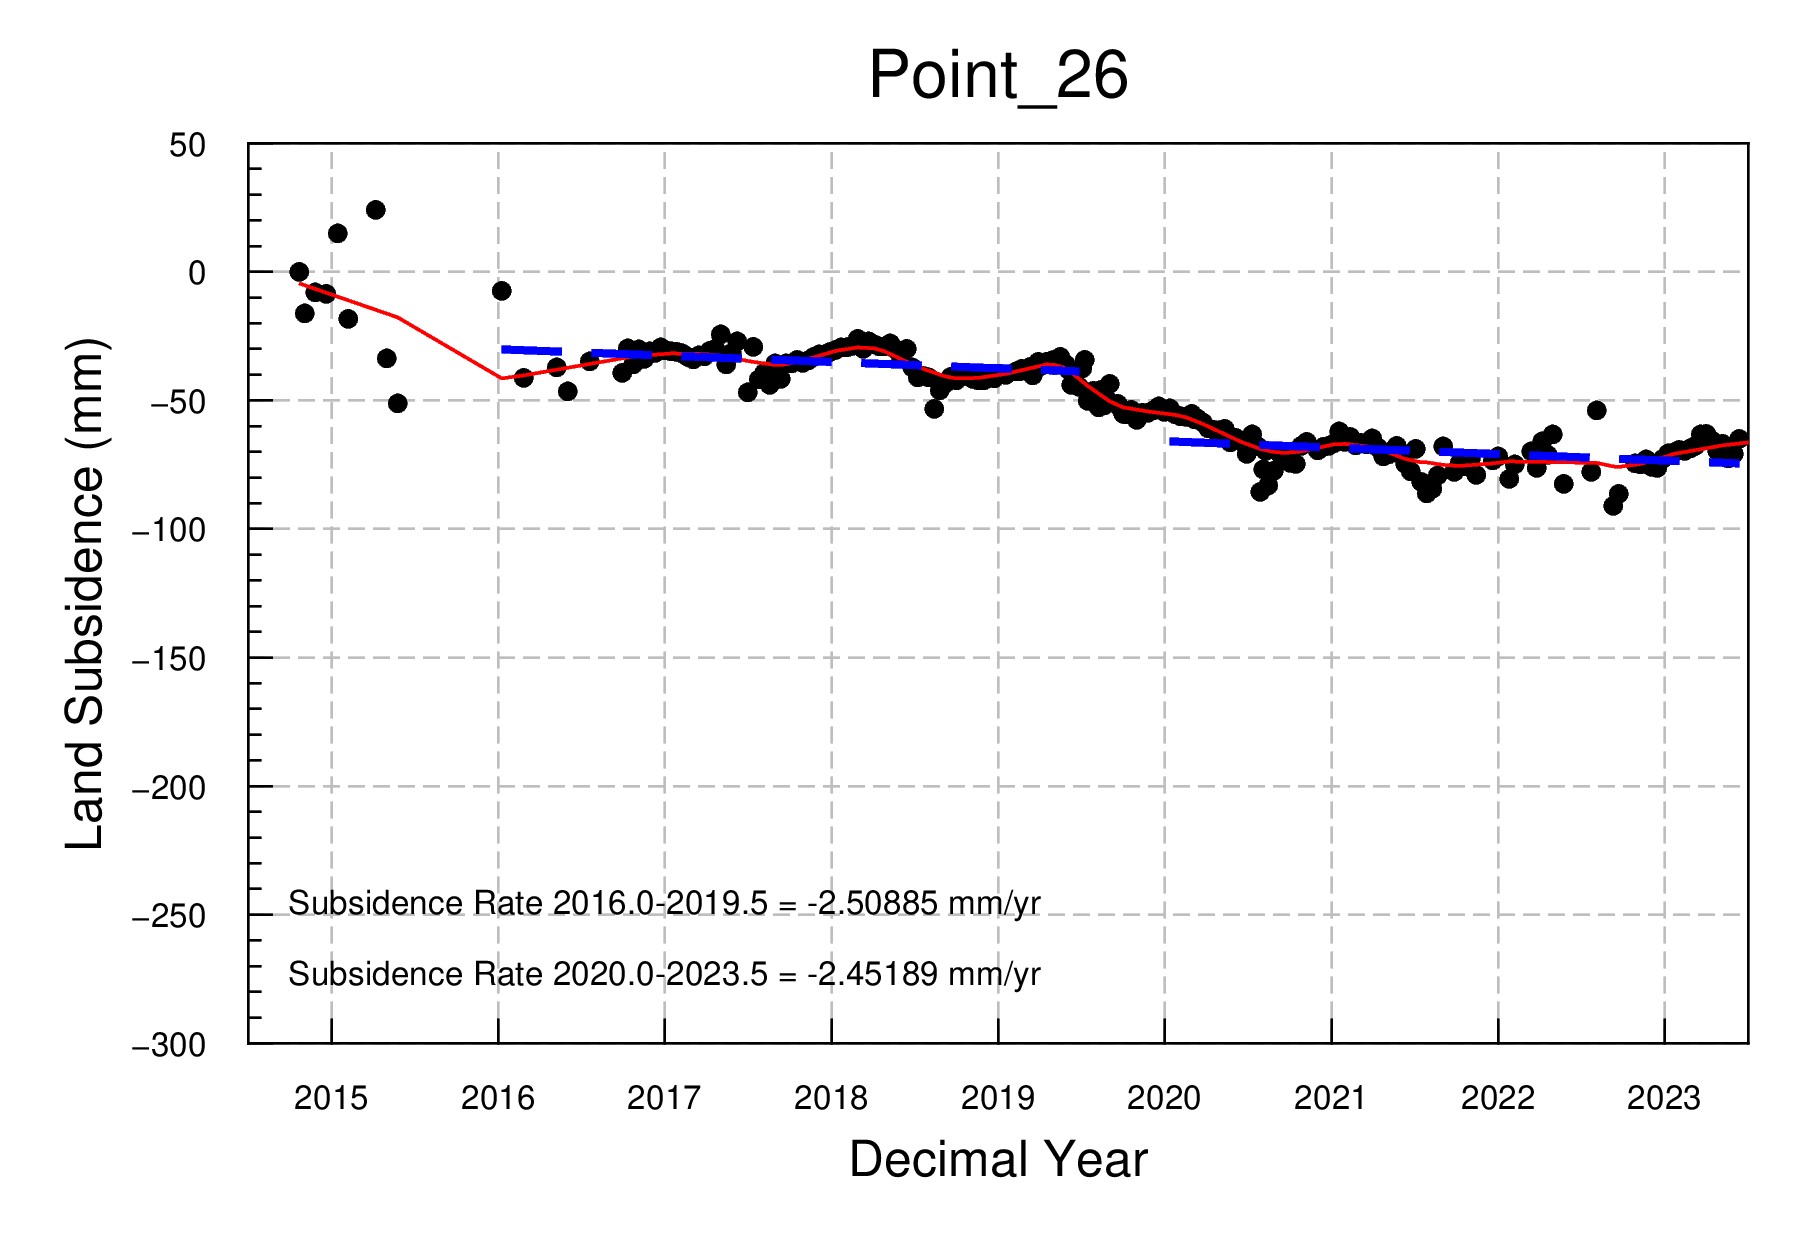 Point_26
50
0
−50
−100
−150
−200
−250
−300
Land Subsidence (mm)
Subsidence Rate 2016.0-2019.5 = -2.50885 mm/yr
Subsidence Rate 2020.0-2023.5 = -2.45189 mm/yr
2015 2016 2017 2018 2019 2020 2021 2022 2023
Decimal Year